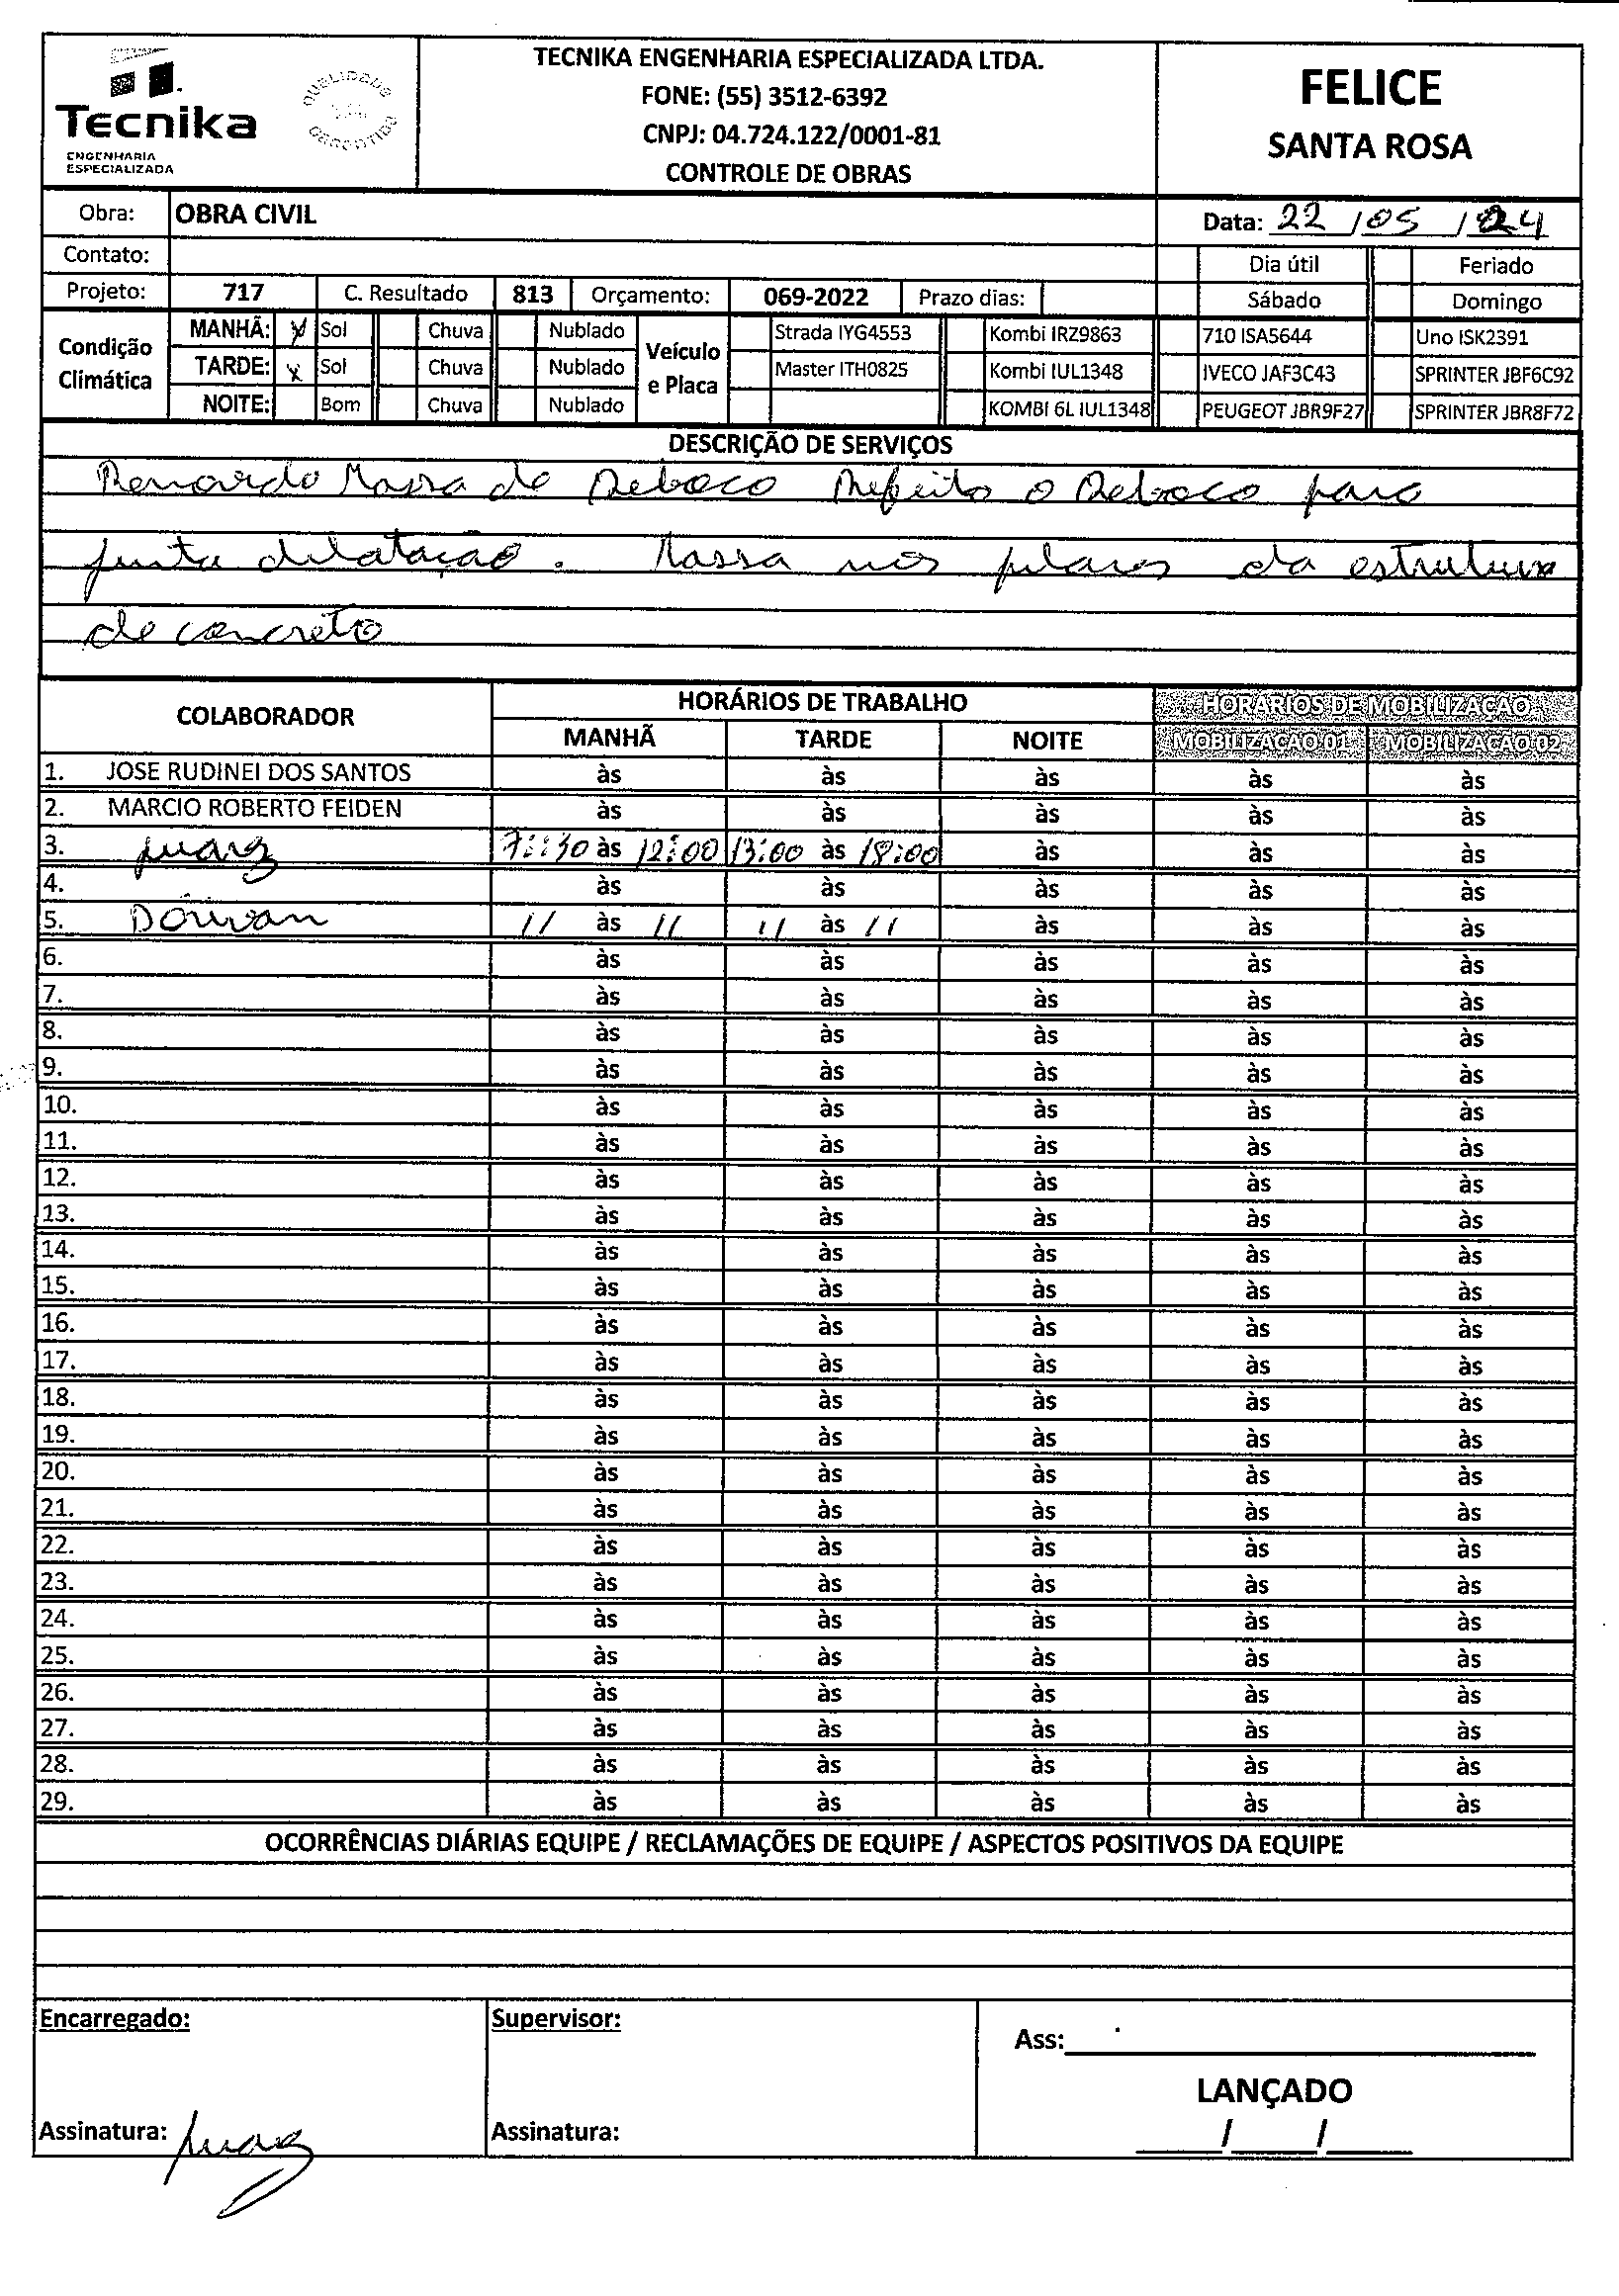 Tecnika
ENGENHARIA
ESPECIALIZADA
QUALIDADE
GARANTIDA
TECNIKA ENGENHARIA ESPECIALIZADA LTDA.
FONE: (55) 3512-6392
CNPJ: 04.724.122/0001-81
CONTROLE DE OBRAS
FELICE
SANTA ROSA
Obra: OBRA CIVIL
Data: 22 / 05 / 24
Contato:
Dia útil Feriado
Projeto: 717 C. Resultado 813 Orçamento: 069-2022 Prazo dias: Sábado Domingo
Condição Climática
MANHÃ: x Sol Chuva Nublado
TARDE: x Sol Chuva Nublado
NOITE: Bom Chuva Nublado
Veículo e Placa
Strada IYG4553 Kombi IRZ9863 710 ISA5644 Uno ISK2391
Master ITH0825 Kombi IUL1348 IVECO JAF3C43 SPRINTER JBF6C92
KOMBI 6L IUL1348 PEUGEOT JBR9F27 SPRINTER JBR8F72
DESCRIÇÃO DE SERVIÇOS
Massa de Reboco Refeito o Reboco para
junta dilatação. Massa nos pilares da estrutura
de concreto
COLABORADOR HORÁRIOS DE TRABALHO HORÁRIOS DE MOBILIZAÇÃO
MANHÃ TARDE NOITE MOBILIZAÇÃO 01 MOBILIZAÇÃO 02
1. JOSE RUDINEI DOS SANTOS às às às às às
2. MARCIO ROBERTO FEIDEN às às às às às
3. Juarez 7:30 às 12:00 13:00 às 18:00 às às às
4. às às às às às
5. 11 às 11 11 às 11 às às às
6. às às às às às
7. às às às às às
8. às às às às às
9. às às às às às
10. às às às às às
11. às às às às às
12. às às às às às
13. às às às às às
14. às às às às às
15. às às às às às
16. às às às às às
17. às às às às às
18. às às às às às
19. às às às às às
20. às às às às às
21. às às às às às
22. às às às às às
23. às às às às às
24. às às às às às
25. às às às às às
26. às às às às às
27. às às às às às
28. às às às às às
29. às às às às às
OCORRÊNCIAS DIÁRIAS EQUIPE / RECLAMAÇÕES DE EQUIPE / ASPECTOS POSITIVOS DA EQUIPE
Encarregado:
Assinatura: Juarez
Supervisor:
Assinatura:
Ass:
LANÇADO
/ /